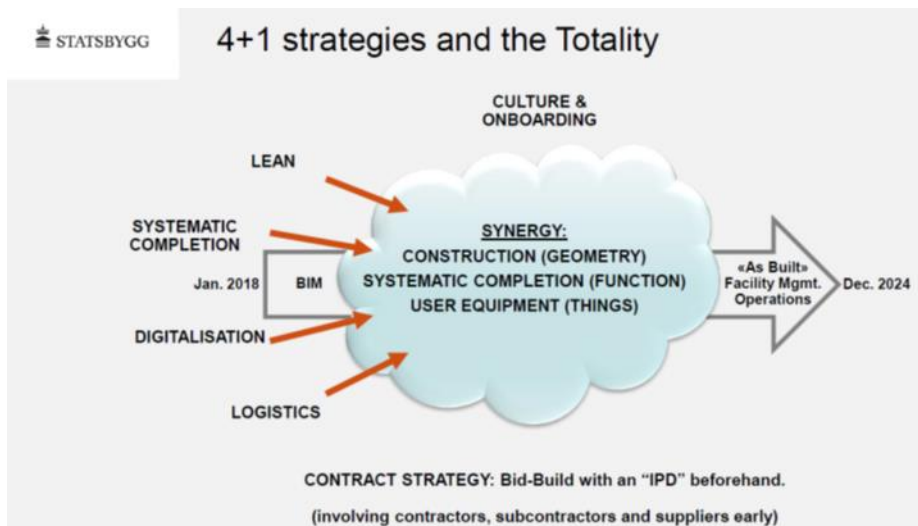 STATSBYGG
4+1 strategies and the Totality
CULTURE &
ONBOARDING
LEAN
SYSTEMATIC
COMPLETION
SYNERGY:
CONSTRUCTION (GEOMETRY)
SYSTEMATIC COMPLETION (FUNCTION)
USER EQUIPMENT (THINGS)
Jan. 2018
BIM
«As Built»
Facility Mgmt.
Operations
Dec. 2024
DIGITALISATION
LOGISTICS
CONTRACT STRATEGY: Bid-Build with an “IPD” beforehand.
(involving contractors, subcontractors and suppliers early)